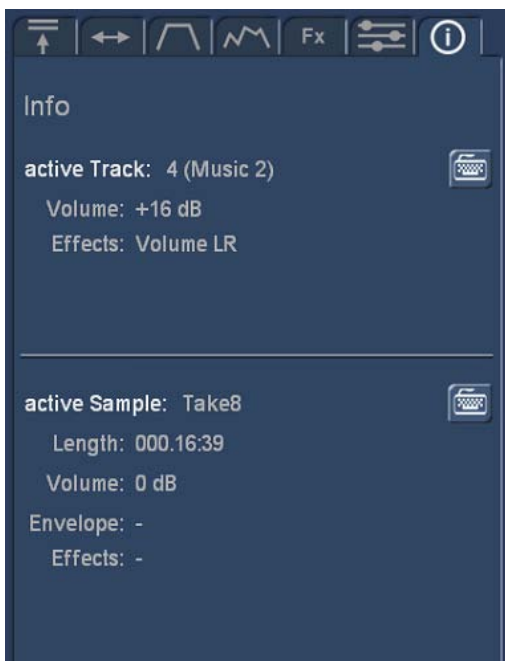 Fx
Info
active Track: 4 (Music 2)
Volume: +16 dB
Effects: Volume LR
active Sample: Take8
Length: 000.16:39
Volume: 0 dB
Envelope: -
Effects: -